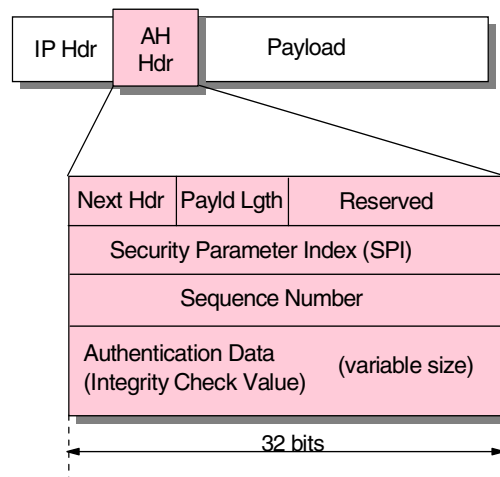 IP Hdr
AH
Hdr
Payload
Next Hdr
Payld Lgth
Reserved
Security Parameter Index (SPI)
Sequence Number
Authentication Data
(Integrity Check Value)
(variable size)
32 bits